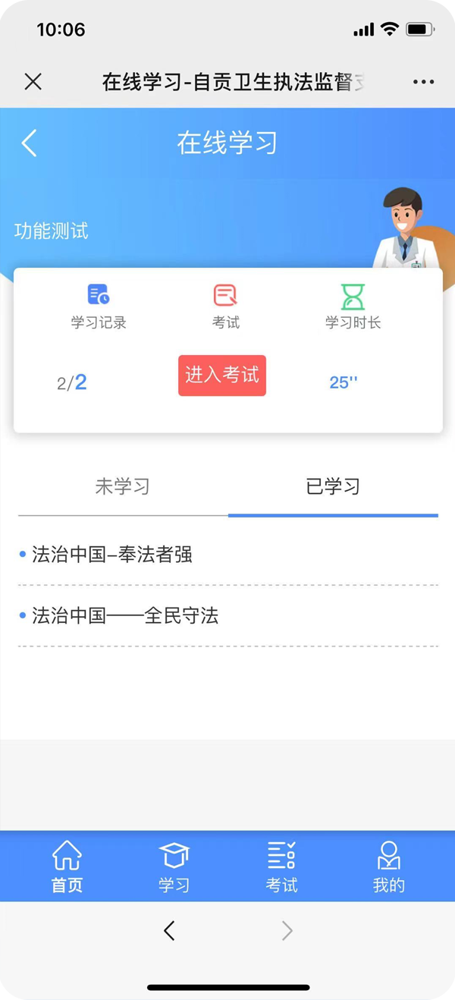 10:06
在线学习-自贡卫生执法监督
在线学习
功能测试
学习记录
考试
学习时长
2/2
进入考试
25''
未学习
已学习
法治中国–奉法者强
法治中国——全民守法
首页
学习
考试
我的